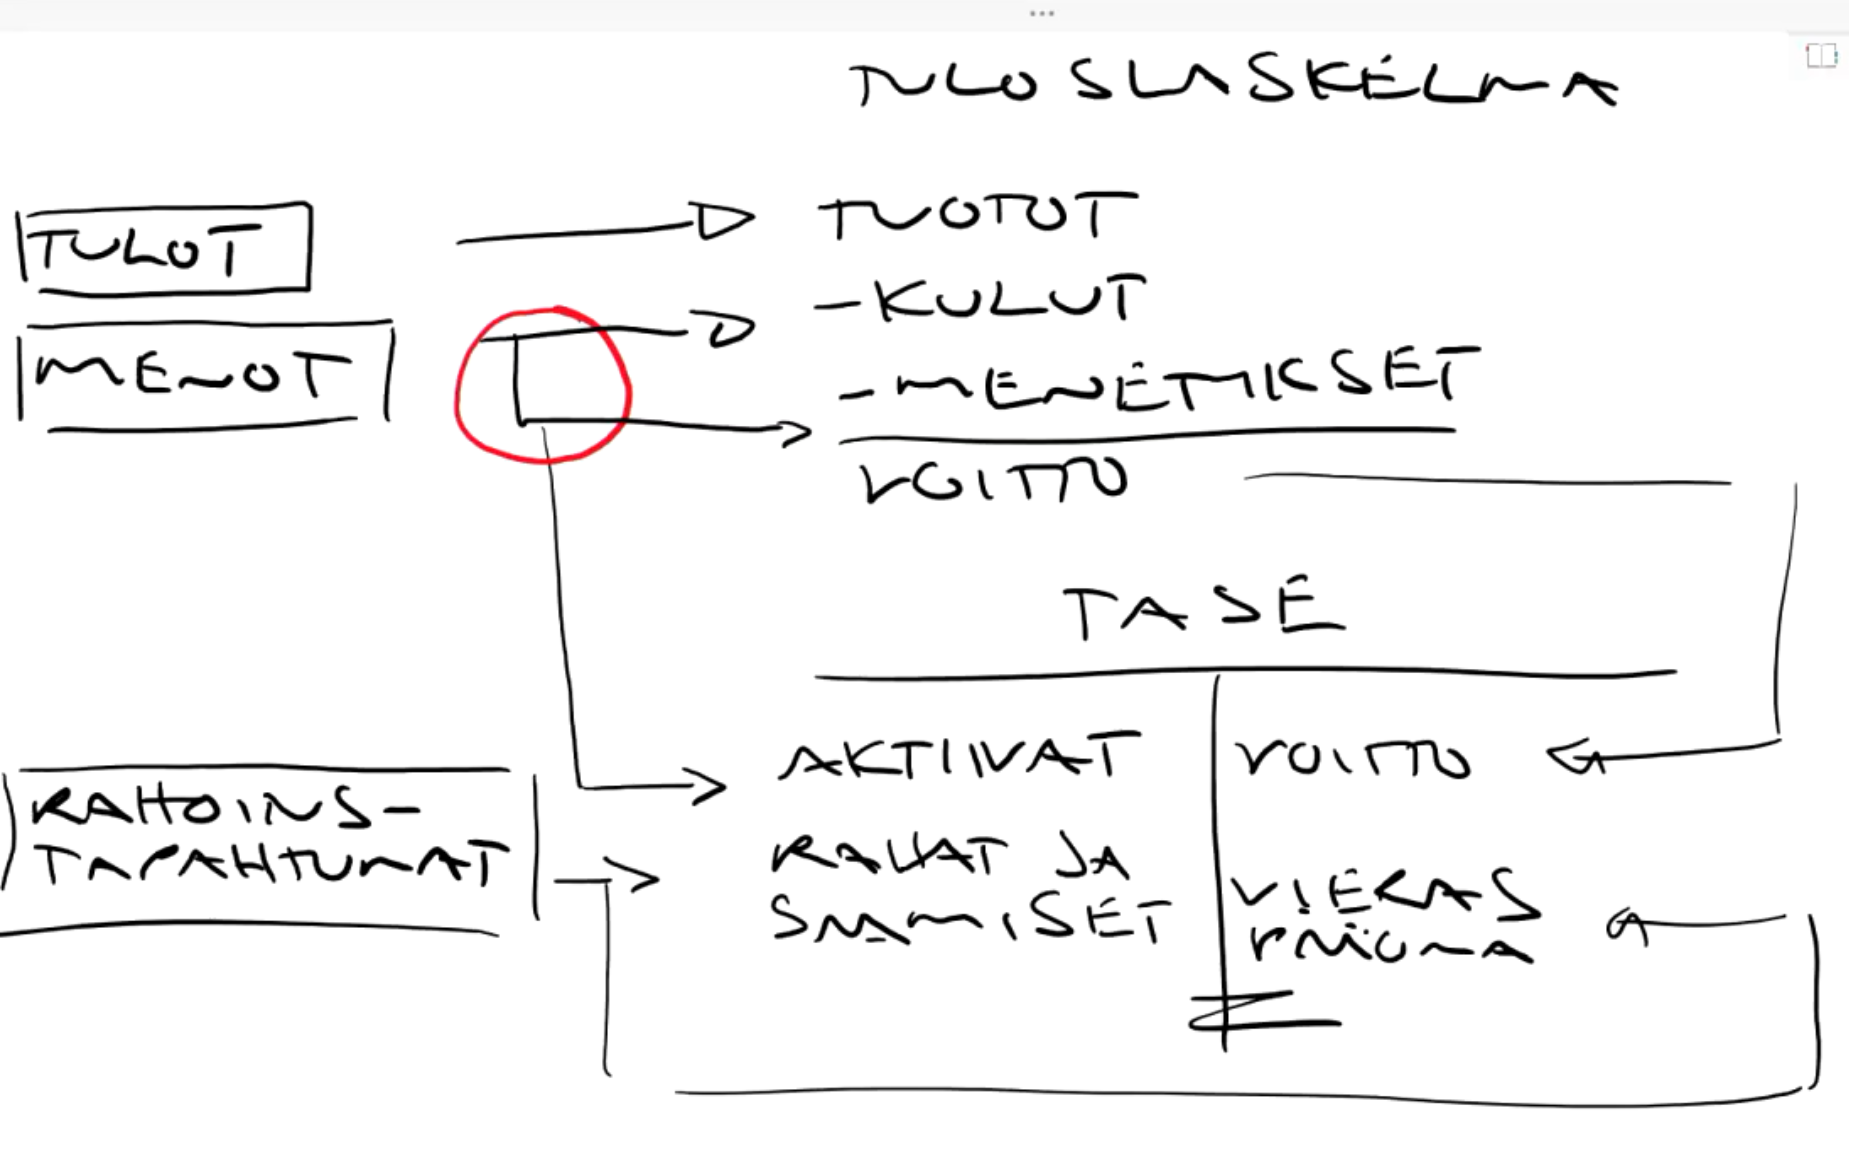 TULOSLASKELMA
TULOT
TUOTOT
MENOT
-KULUT
-MENETYKSET
VOITTO
TASE
AKTIIVAT
VOITTO
RAHOITUS-
TAPAHTUMAT
RAHAT JA
SAAMISET
VIERAS
PÄÄOMA
=